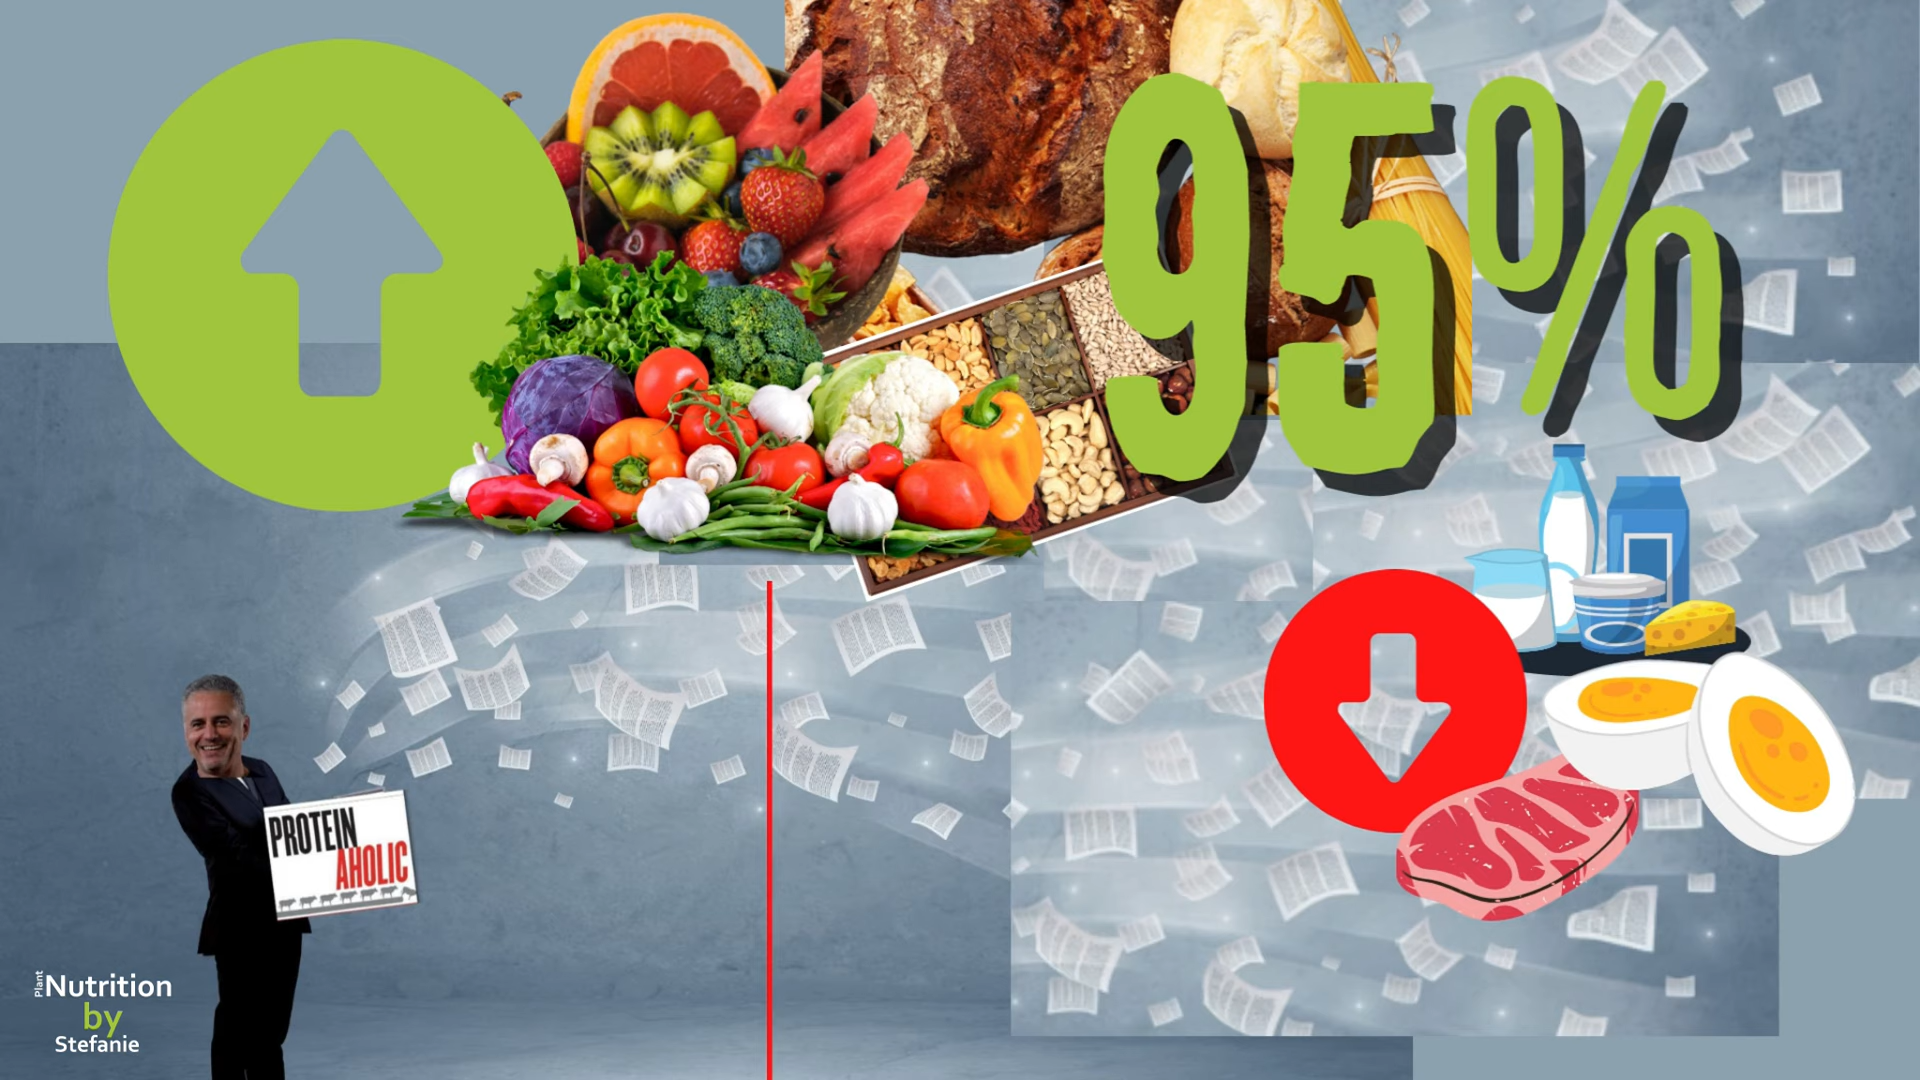 95%
PROTEIN
AHOLIC
Plant Nutrition
by
Stefanie